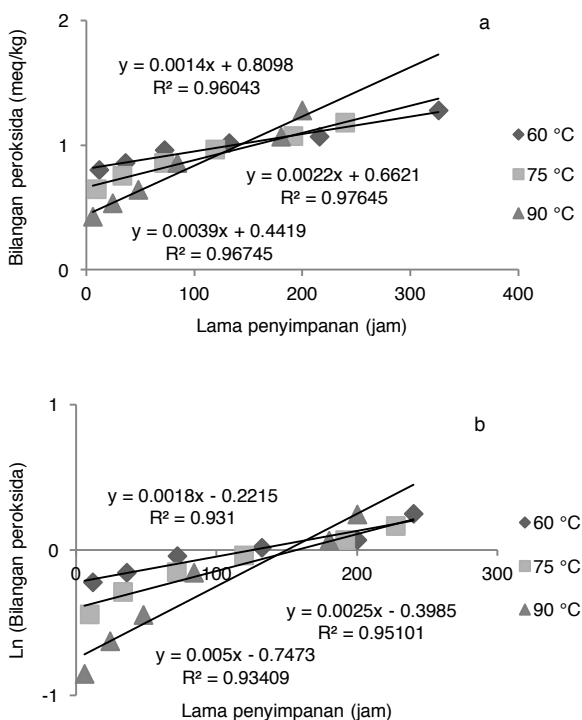 a
2
1
0
Bilangan peroksida (meq/kg)
y = 0.0014x + 0.8098
R² = 0.96043
y = 0.0022x + 0.6621
R² = 0.97645
y = 0.0039x + 0.4419
R² = 0.96745
60 °C
75 °C
90 °C
0 100 200 300 400
Lama penyimpanan (jam)
b
1
0
-1
Ln (Bilangan peroksida)
y = 0.0018x - 0.2215
R² = 0.931
0 100 200 300
y = 0.0025x - 0.3985
R² = 0.95101
y = 0.005x - 0.7473
R² = 0.93409
60 °C
75 °C
90 °C
Lama penyimpanan (jam)